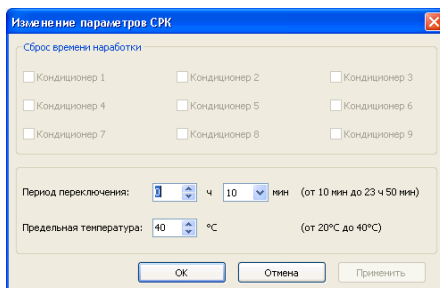 Изменение параметров СРК
Сброс времени наработки
Кондиционер 1 Кондиционер 2 Кондиционер 3
Кондиционер 4 Кондиционер 5 Кондиционер 6
Кондиционер 7 Кондиционер 8 Кондиционер 9
Период переключения: 0 ч 10 мин (от 10 мин до 23 ч 50 мин)
Предельная температура: 40 °C (от 20°C до 40°C)
ОК Отмена Применить